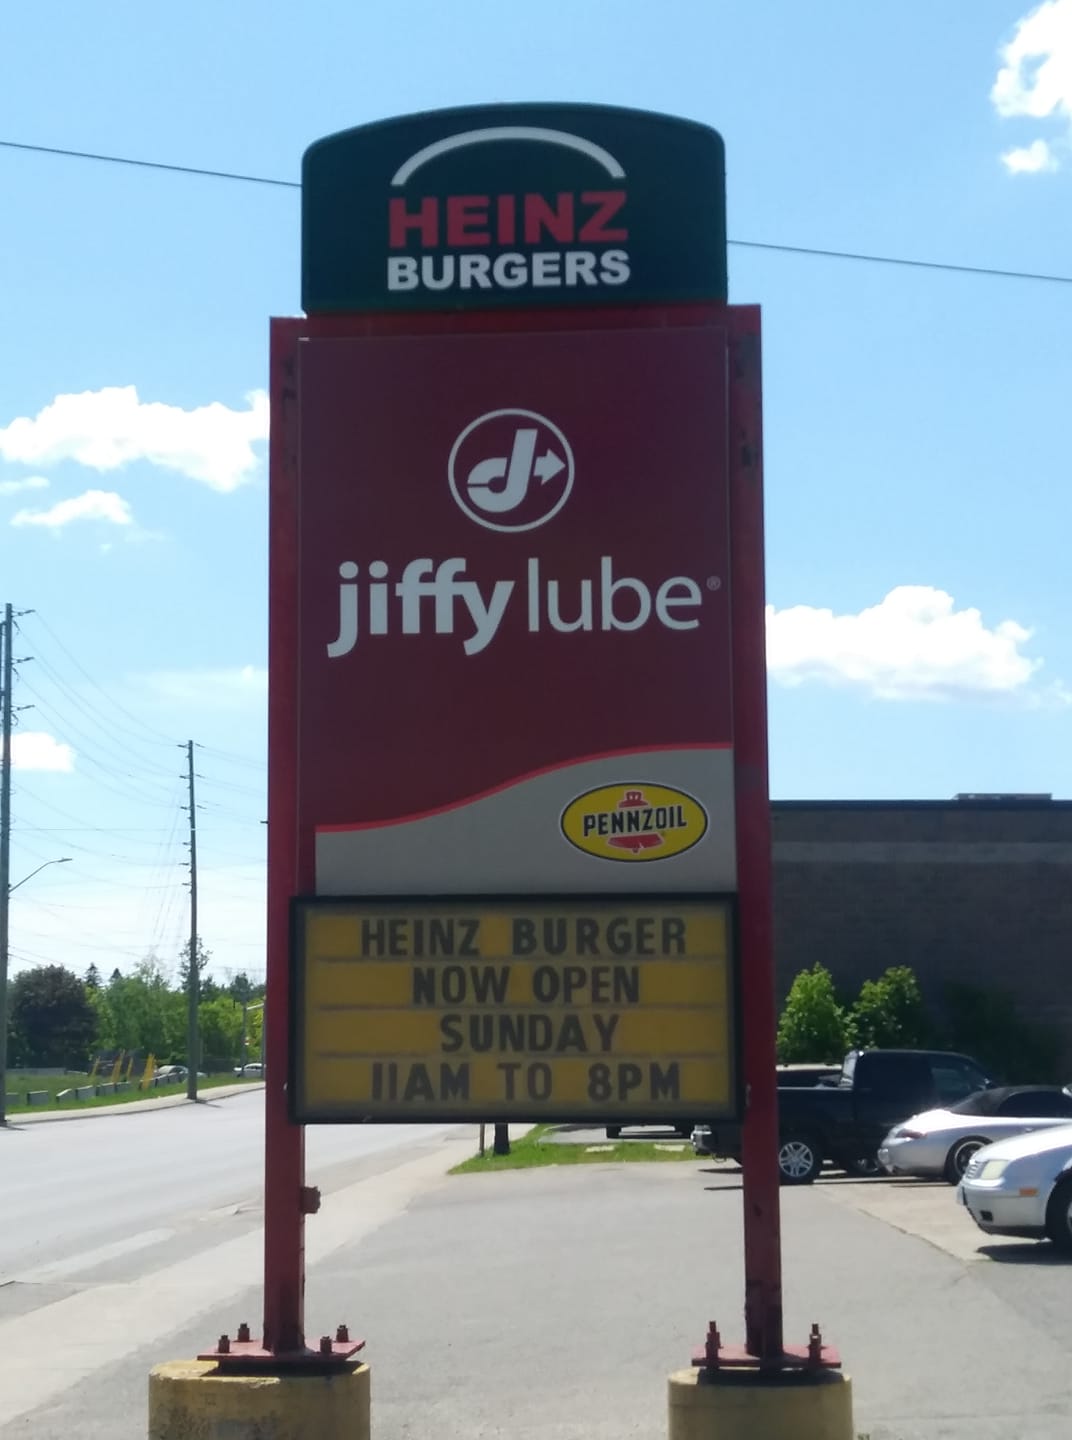 HEINZ
BURGERS
jiffy lube®
PENNZOIL
HEINZ BURGER
NOW OPEN
SUNDAY
11AM TO 8PM